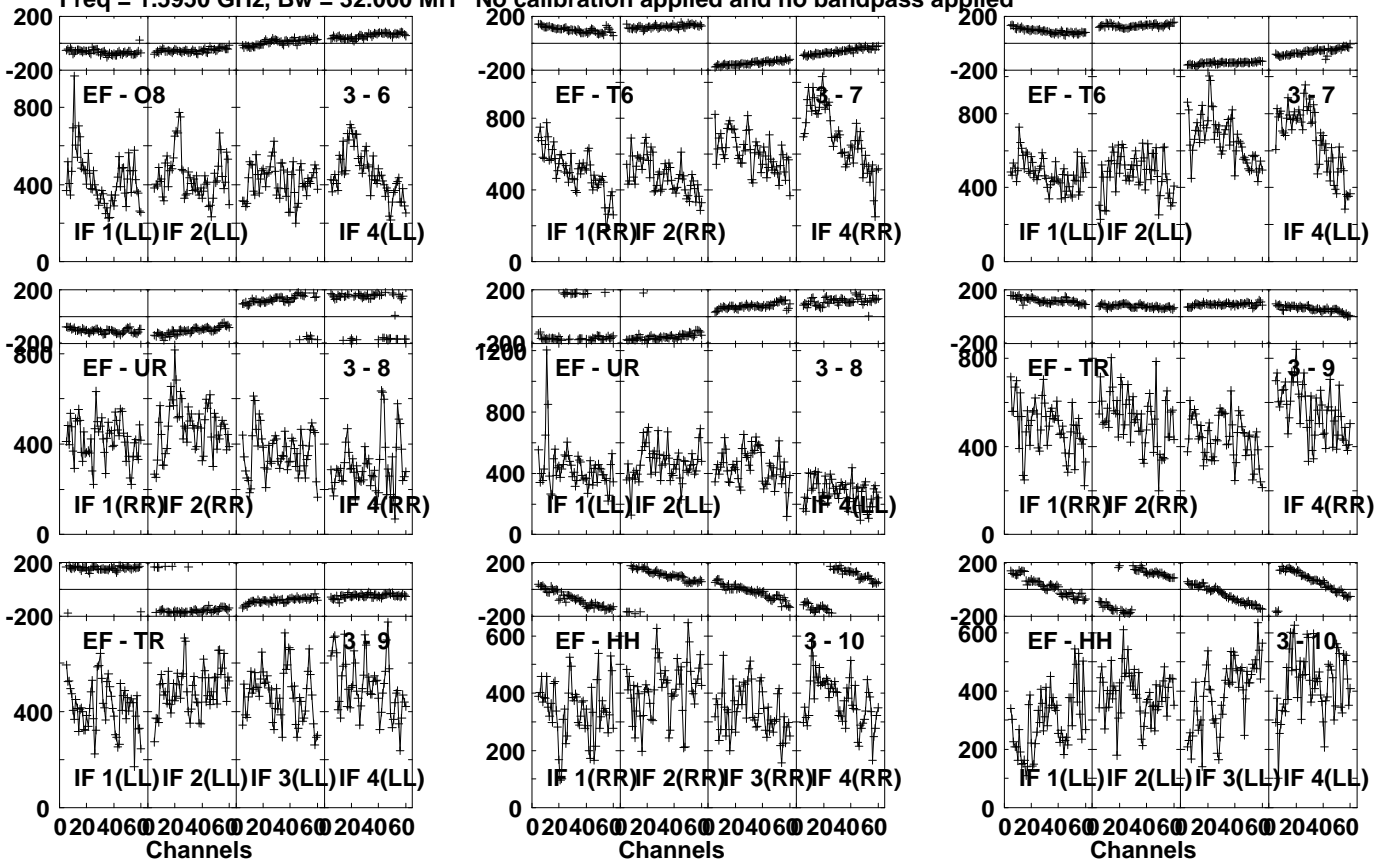 Freq = 1.5950 GHz, Bw = 32.000 MH No calibration applied and no bandpass applied
200
-200
800
400
0
EF - O8
3 - 6
IF 1(LL) IF 2(LL) IF 4(LL)
200
-200
800
400
0
EF - T6
3 - 7
IF 1(RR) IF 2(RR) IF 4(RR)
200
-200
800
400
0
EF - T6
3 - 7
IF 1(LL) IF 2(LL) IF 4(LL)
200
-200
800
400
0
EF - UR
3 - 8
IF 1(RR) IF 2(RR) IF 4(RR)
200
-200
1200
800
400
0
EF - UR
3 - 8
IF 1(LL) IF 2(LL) IF 4(LL)
200
-200
800
400
0
EF - TR
3 - 9
IF 1(RR) IF 2(RR) IF 4(RR)
200
-200
400
0
EF - TR
3 - 9
IF 1(LL) IF 2(LL) IF 3(LL) IF 4(LL)
0 20 40 60 0 20 40 60 0 20 40 60 0 20 40 60
Channels
200
-200
600
400
200
0
EF - HH
3 - 10
IF 1(RR) IF 2(RR) IF 3(RR) IF 4(RR)
0 20 40 60 0 20 40 60 0 20 40 60 0 20 40 60
Channels
200
-200
600
400
200
0
EF - HH
3 - 10
IF 1(LL) IF 2(LL) IF 3(LL) IF 4(LL)
0 20 40 60 0 20 40 60 0 20 40 60 0 20 40 60
Channels